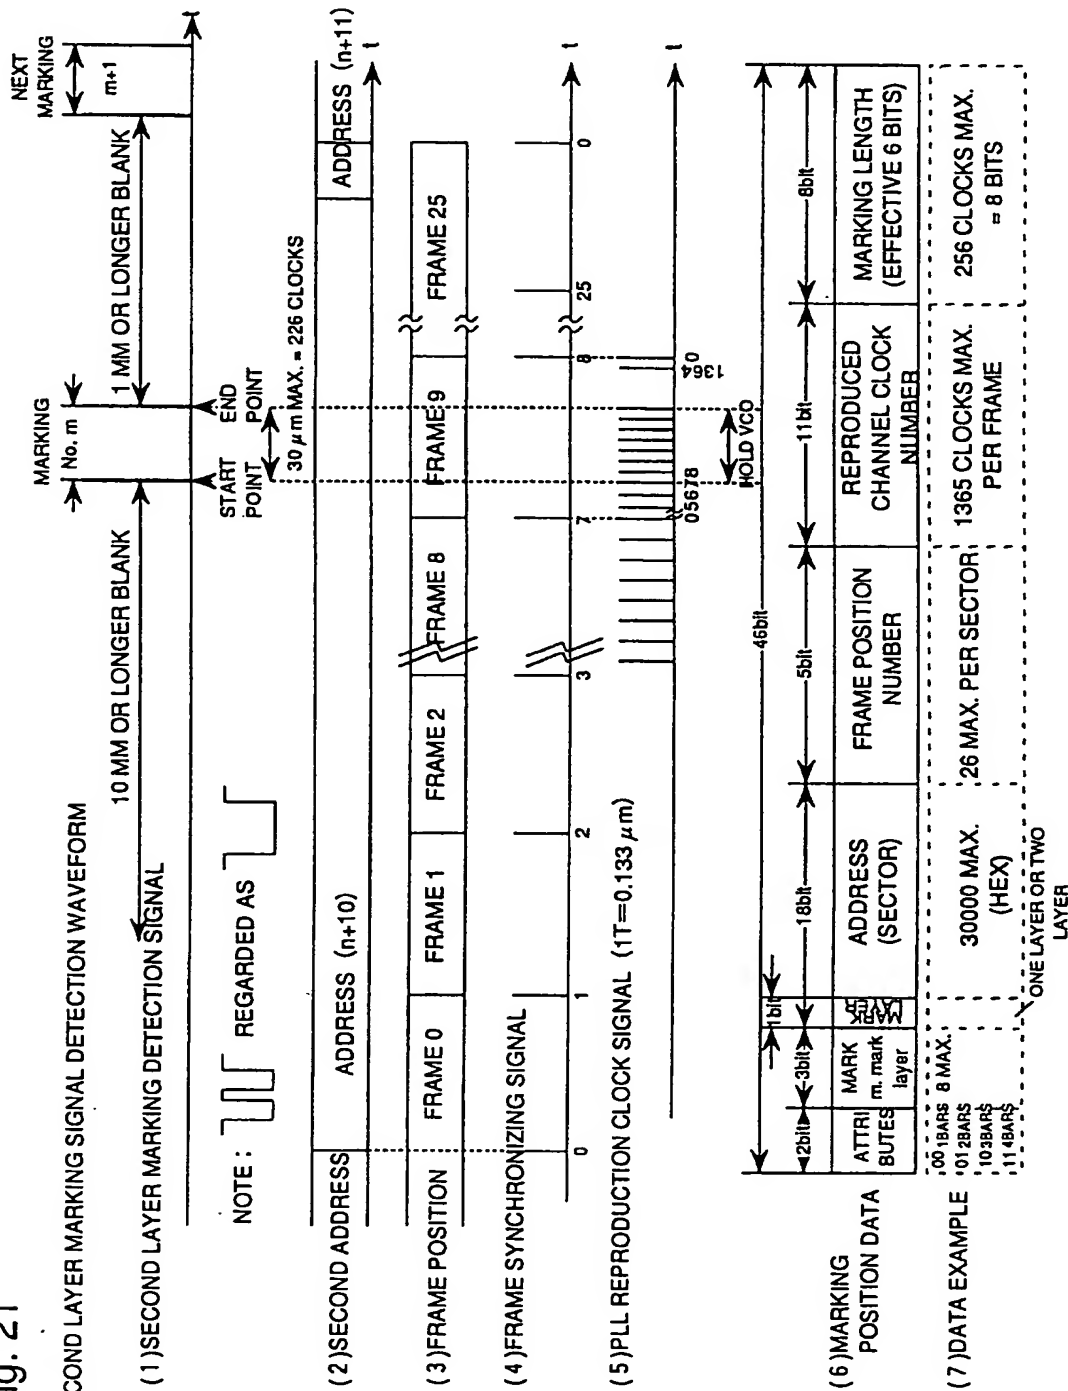 ig. 21
COND LAYER MARKING SIGNAL DETECTION WAVEFORM
NEXT
MARKING
m+1
MARKING
No. m
(1)SECOND LAYER MARKING DETECTION SIGNAL
10 MM OR LONGER BLANK
1 MM OR LONGER BLANK
t
START
POINT
END
POINT
NOTE :
REGARDED AS
30 μm MAX. = 226 CLOCKS
(2)SECOND ADDRESS
ADDRESS (n+10)
ADDRESS (n+11)
t
(3)FRAME POSITION
FRAME 0
FRAME 1
FRAME 2
FRAME 8
FRAME 9
FRAME 25
(4)FRAME SYNCHRONIZING SIGNAL
0
1
2
3
7
8
25
0
t
(5)PLL REPRODUCTION CLOCK SIGNAL (1T=0.133 μm)
t
05678
1364
0
HOLD VCO
46bit
2bit
3bit
1bit
18bit
5bit
11bit
8bit
(6)MARKING
POSITION DATA
ATTRI
BUTES
MARK
m. mark
layer
MARK
LAYER
ADDRESS
(SECTOR)
FRAME POSITION
NUMBER
REPRODUCED
CHANNEL CLOCK
NUMBER
MARKING LENGTH
(EFFECTIVE 6 BITS)
(7)DATA EXAMPLE
00 1BARS
01 2BARS
10 3BARS
11 4BARS
8 MAX.
30000 MAX.
(HEX)
26 MAX. PER SECTOR
1365 CLOCKS MAX.
PER FRAME
256 CLOCKS MAX.
= 8 BITS
ONE LAYER OR TWO
LAYER